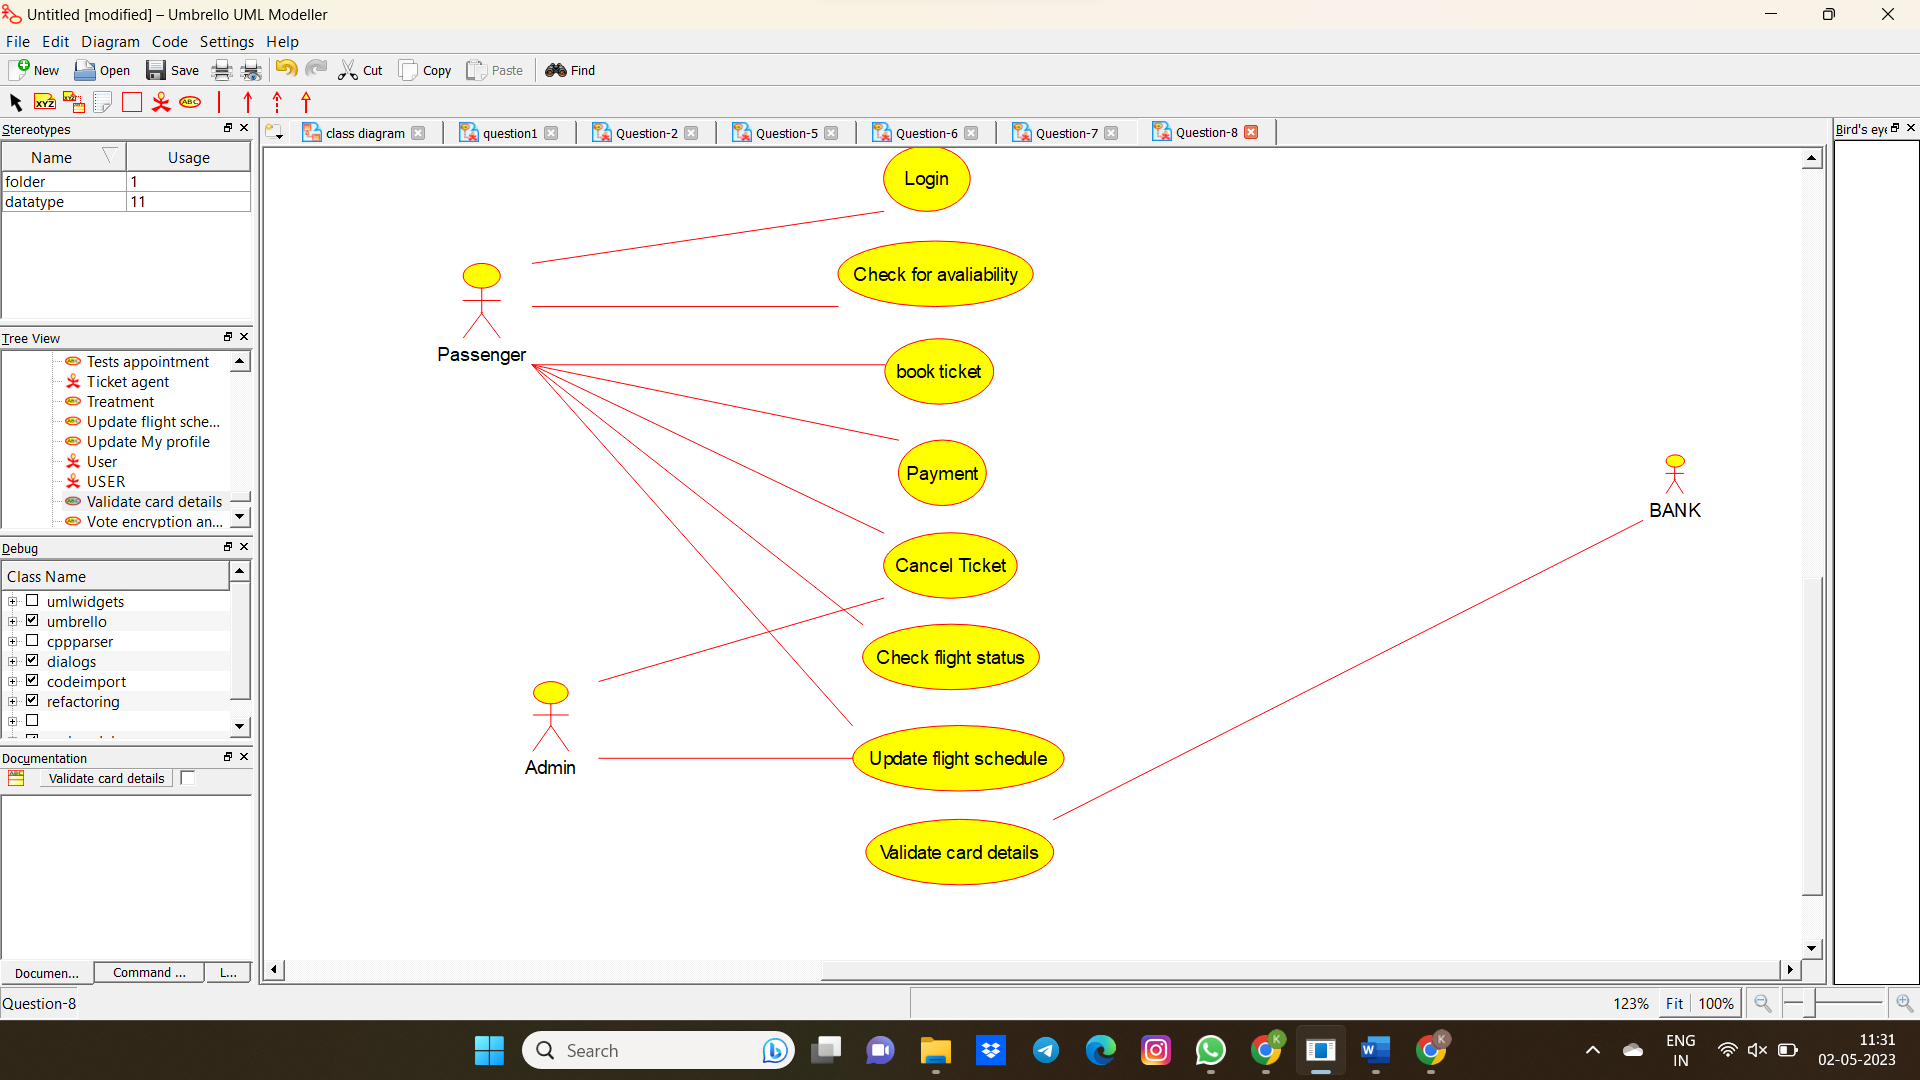 Untitled [modified] – Umbrello UML Modeller
File Edit Diagram Code Settings Help
New Open Save Cut Copy Paste Find
XYZ ABC
Stereotypes
Name Usage
folder 1
datatype 11
Tree View
Tests appointment
Ticket agent
Treatment
Update flight sche...
Update My profile
User
USER
Validate card details
Vote encryption an...
Debug
Class Name
umlwidgets
umbrello
cppparser
dialogs
codeimport
refactoring
Documentation
Validate card details
Documen... Command ... L...
class diagram question1 Question-2 Question-5 Question-6 Question-7 Question-8
Bird's eye
Login
Check for avaliability
Passenger
book ticket
Payment
BANK
Cancel Ticket
Check flight status
Admin
Update flight schedule
Validate card details
Question-8
123% Fit 100%
Search
ENG
IN
11:31
02-05-2023